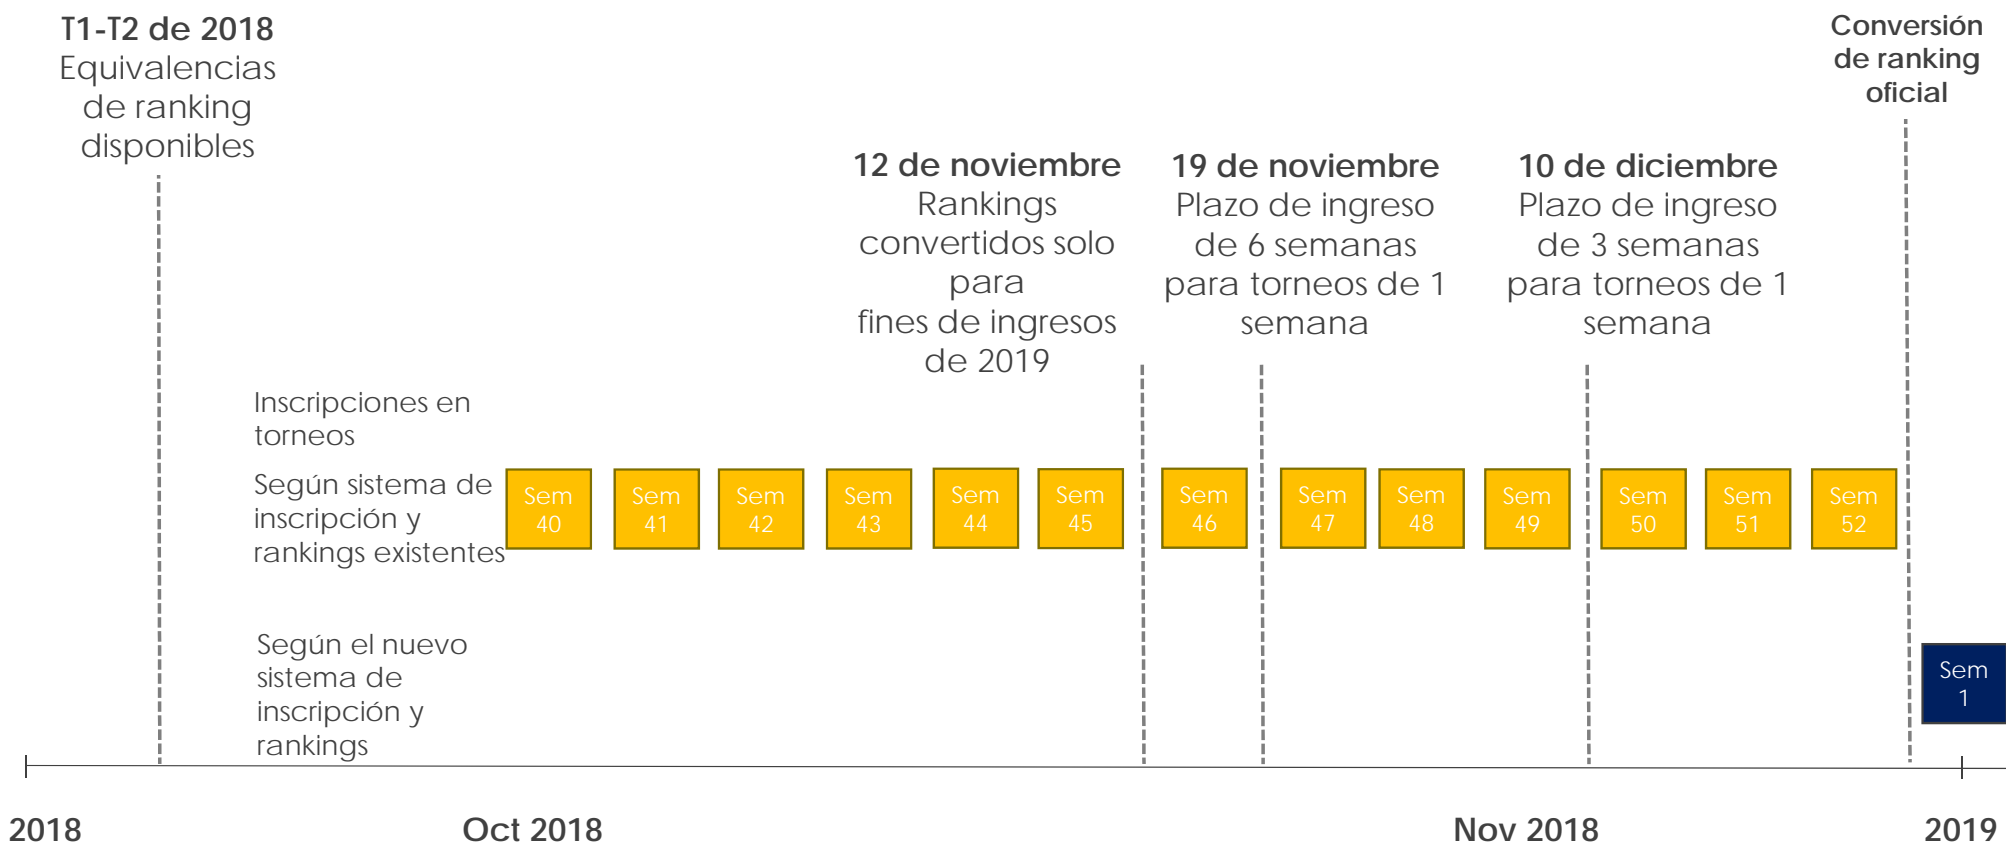 T1-T2 de 2018
Equivalencias
de ranking
disponibles
Conversión
de ranking
oficial
12 de noviembre
Rankings
convertidos solo
para
fines de ingresos
de 2019
19 de noviembre
Plazo de ingreso
de 6 semanas
para torneos de 1
semana
10 de diciembre
Plazo de ingreso
de 3 semanas
para torneos de 1
semana
Inscripciones en
torneos
Según sistema de
inscripción y
rankings existentes
Sem
40
Sem
41
Sem
42
Sem
43
Sem
44
Sem
45
Sem
46
Sem
47
Sem
48
Sem
49
Sem
50
Sem
51
Sem
52
Según el nuevo
sistema de
inscripción y
rankings
Sem
1
2018
Oct 2018
Nov 2018
2019